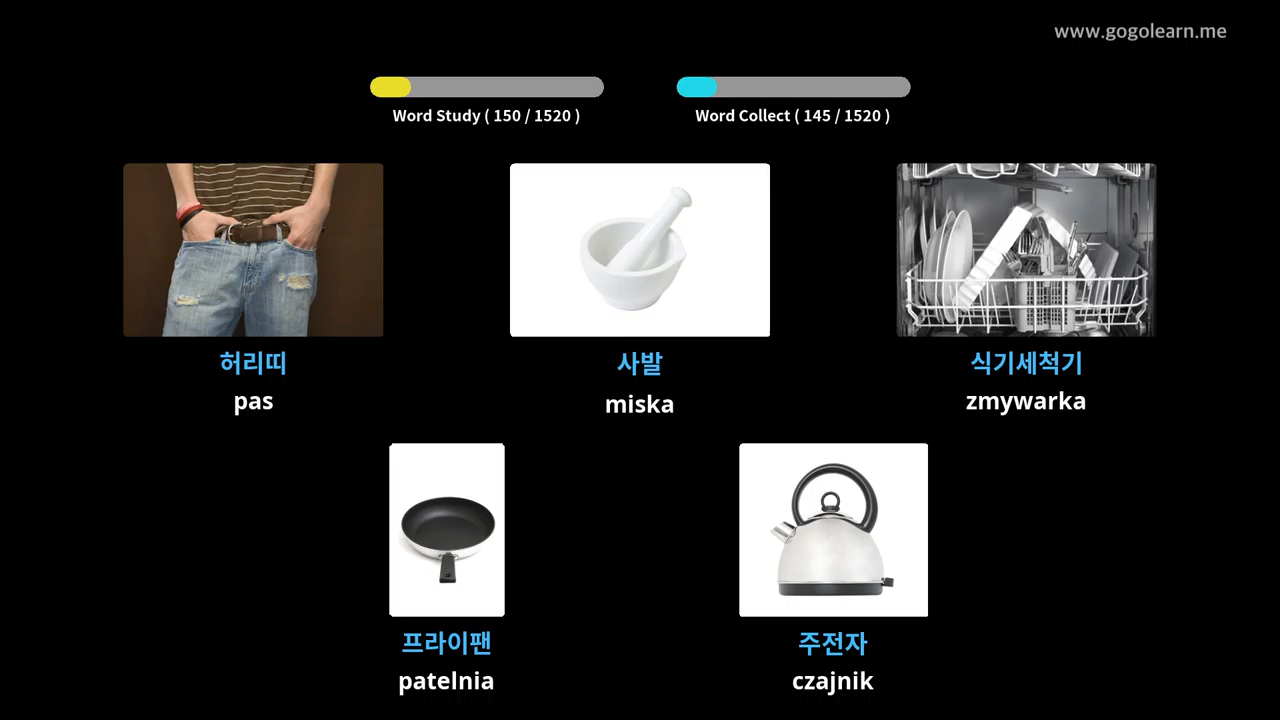 www.gogolearn.me
Word Study ( 150 / 1520 )
Word Collect ( 145 / 1520 )
허리띠
pas
사발
miska
식기세척기
zmywarka
프라이팬
patelnia
주전자
czajnik